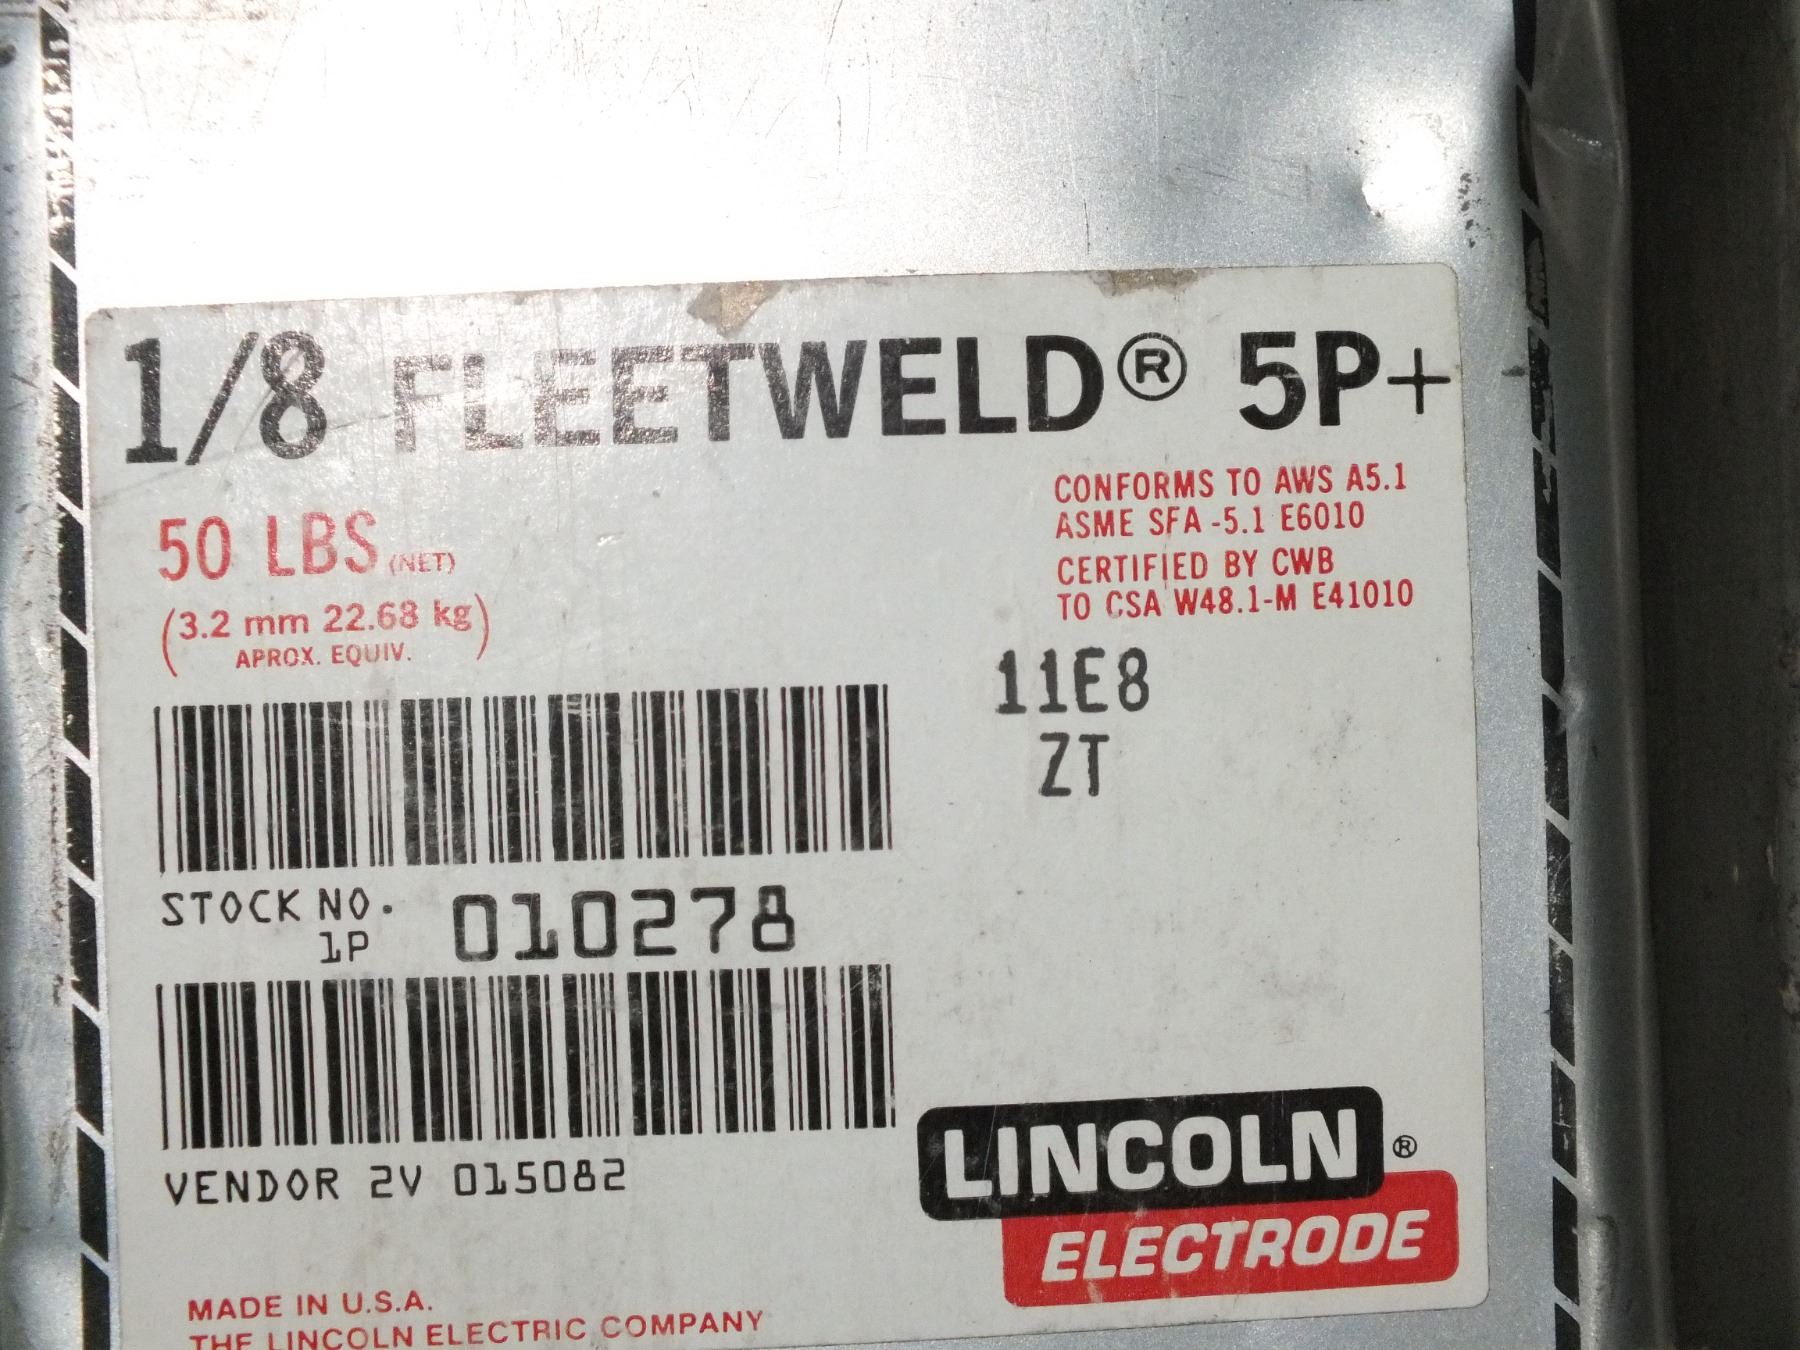 1/8 FLEETWELD® 5P+
CONFORMS TO AWS A5.1
ASME SFA-5.1 E6010
CERTIFIED BY CWB
TO CSA W48.1-M E41010
50 LBS (NET)
(3.2 mm 22.68 kg)
APROX. EQUIV.
11E8
ZT
STOCK NO. 010278
1P
VENDOR 2V 015082
LINCOLN®
ELECTRODE
MADE IN U.S.A.
THE LINCOLN ELECTRIC COMPANY